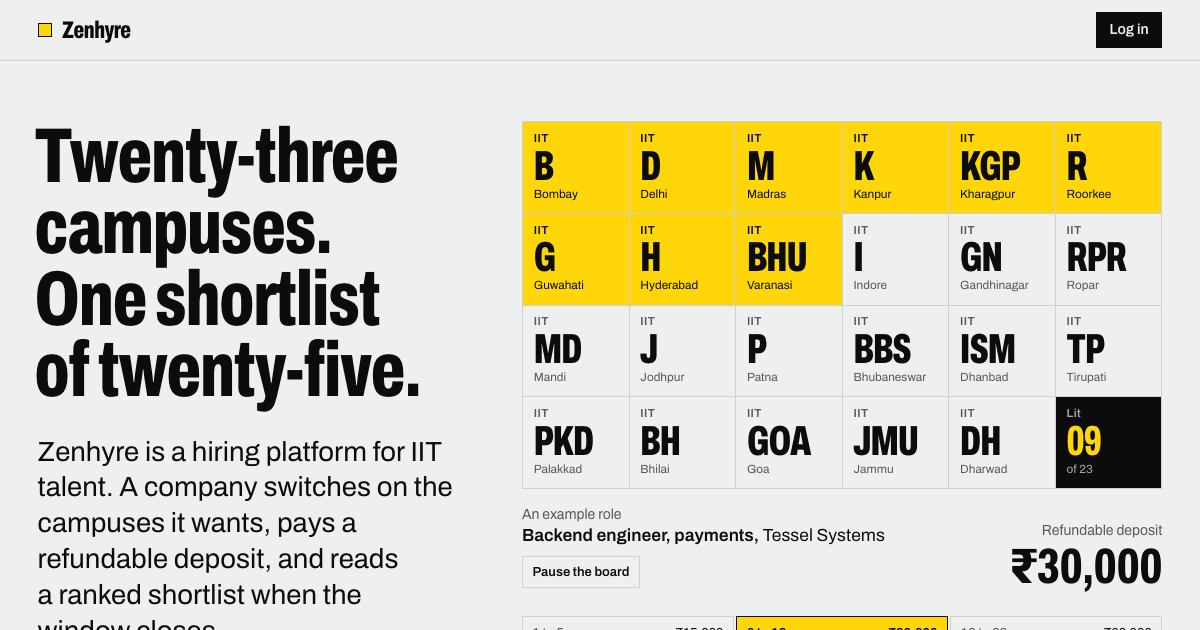 Zenhyre
Log in
Twenty-three
campuses.
One shortlist
of twenty-five.
Zenhyre is a hiring platform for IIT
talent. A company switches on the
campuses it wants, pays a
refundable deposit, and reads
a ranked shortlist when the
window closes.
IIT
B
Bombay
IIT
D
Delhi
IIT
M
Madras
IIT
K
Kanpur
IIT
KGP
Kharagpur
IIT
R
Roorkee
IIT
G
Guwahati
IIT
H
Hyderabad
IIT
BHU
Varanasi
IIT
I
Indore
IIT
GN
Gandhinagar
IIT
RPR
Ropar
IIT
MD
Mandi
IIT
J
Jodhpur
IIT
P
Patna
IIT
BBS
Bhubaneswar
IIT
ISM
Dhanbad
IIT
TP
Tirupati
IIT
PKD
Palakkad
IIT
BH
Bhilai
IIT
GOA
Goa
IIT
JMU
Jammu
IIT
DH
Dharwad
Lit
09
of 23
An example role
Backend engineer, payments, Tessel Systems
Pause the board
Refundable deposit
₹30,000